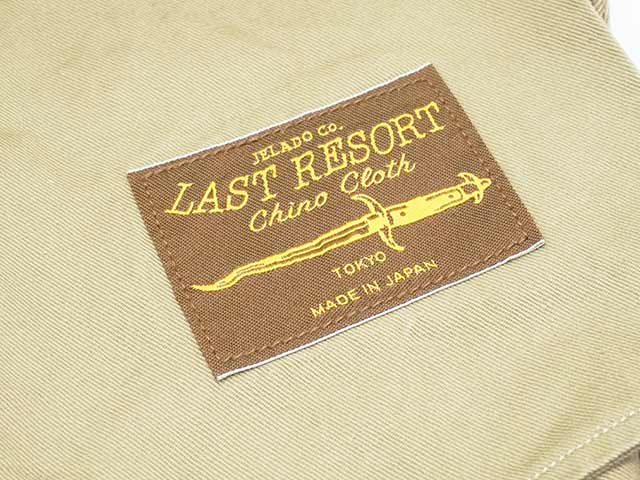 JELADO CO.
LAST RESORT
Chino Cloth
TOKYO
MADE IN JAPAN